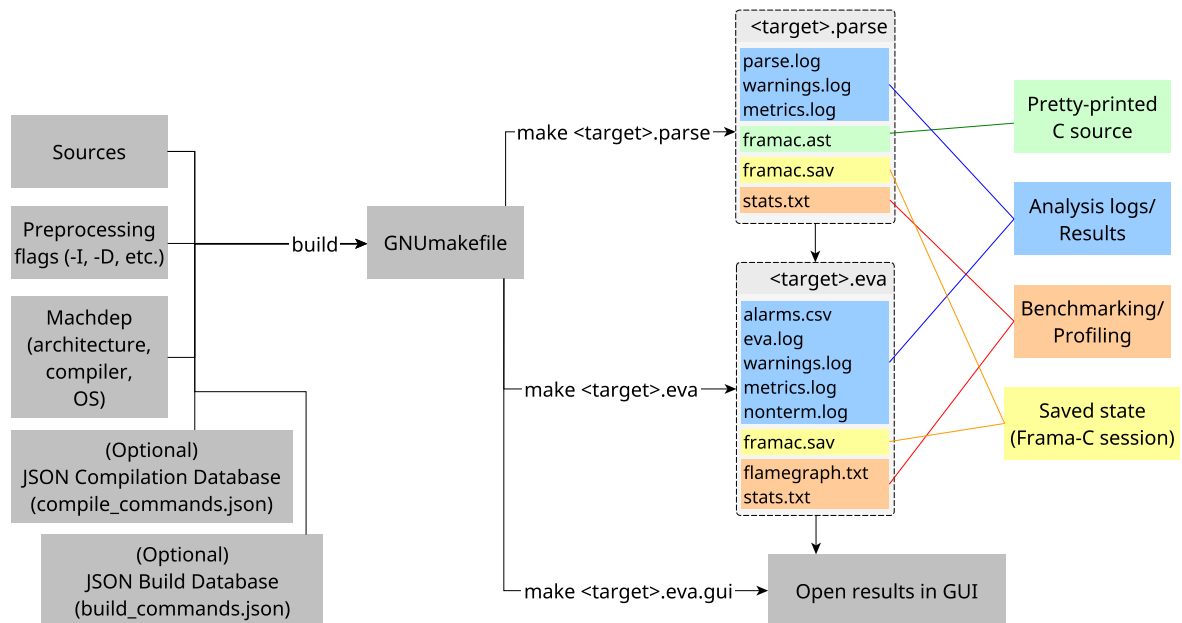 Sources
Preprocessing
flags (-I, -D, etc.)
Machdep
(architecture,
compiler,
OS)
(Optional)
JSON Compilation Database
(compile_commands.json)
(Optional)
JSON Build Database
(build_commands.json)
build
GNUmakefile
make <target>.parse
make <target>.eva
make <target>.eva.gui
<target>.parse
parse.log
warnings.log
metrics.log
framac.ast
framac.sav
stats.txt
<target>.eva
alarms.csv
eva.log
warnings.log
metrics.log
nonterm.log
framac.sav
flamegraph.txt
stats.txt
Open results in GUI
Pretty-printed
C source
Analysis logs/
Results
Benchmarking/
Profiling
Saved state
(Frama-C session)